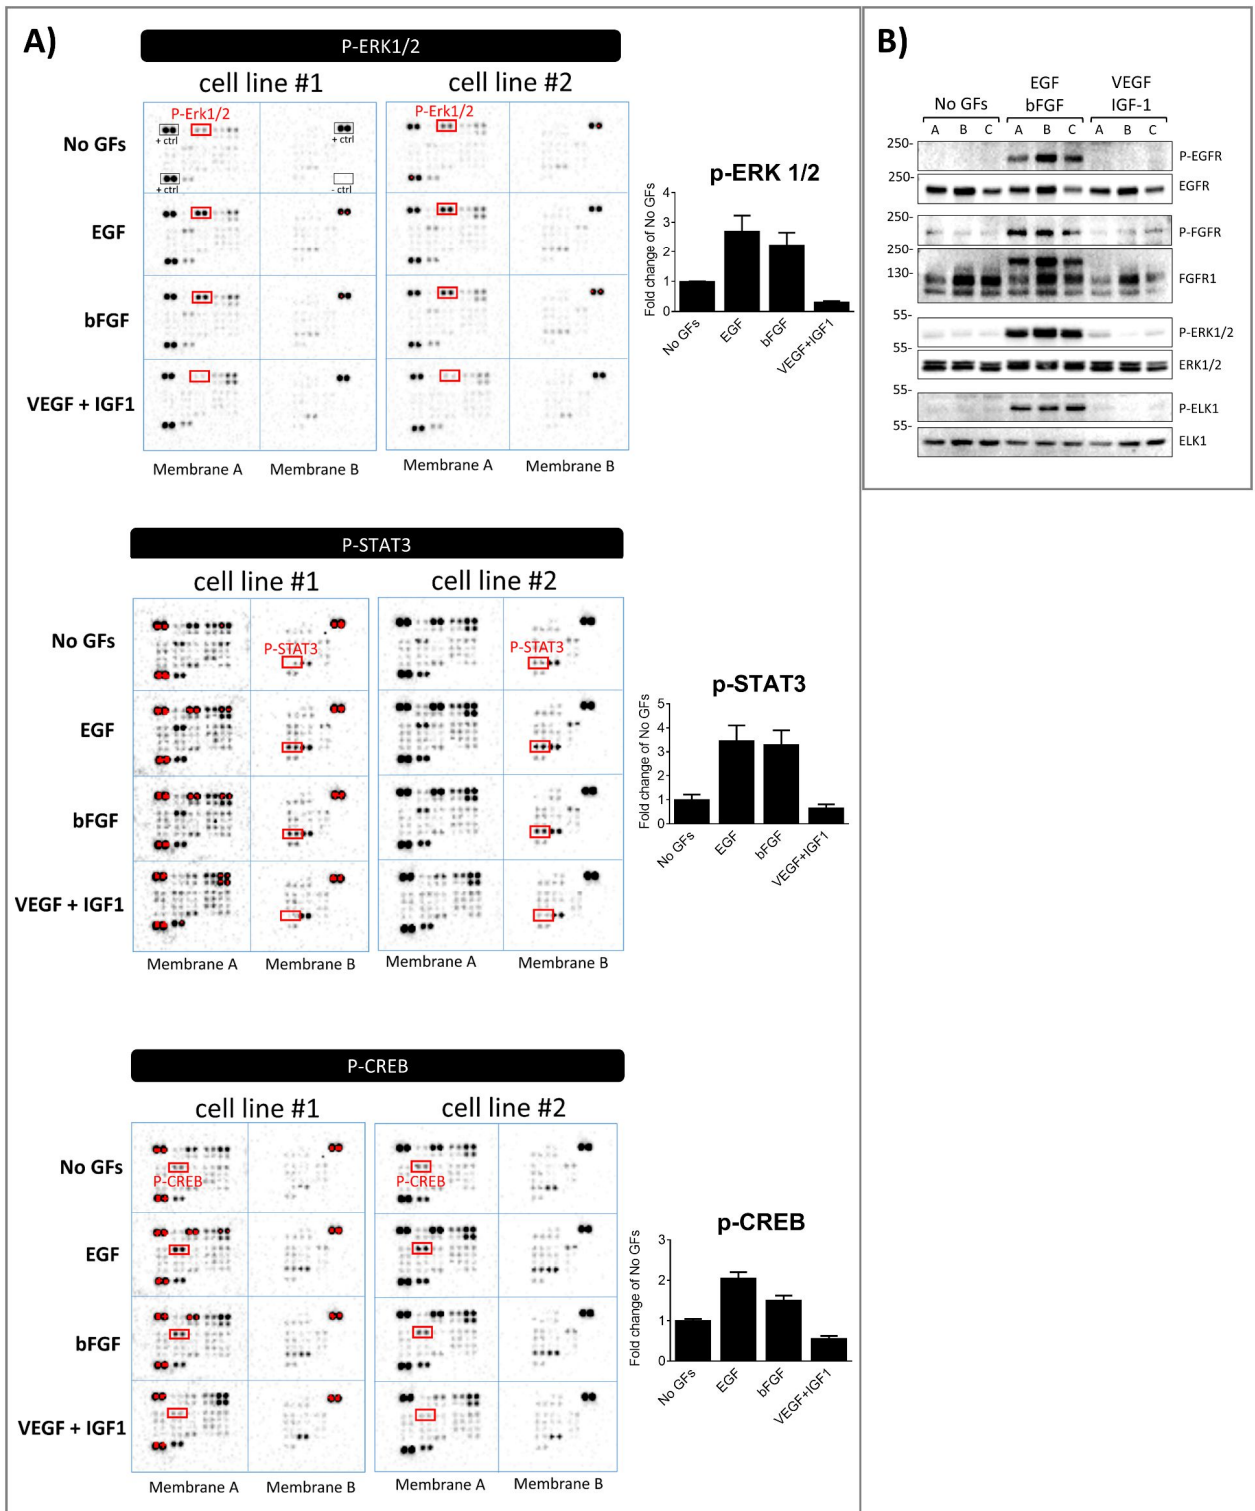 A)
P-ERK1/2
cell line #1
cell line #2
P-Erk1/2
P-Erk1/2
+ ctrl
+ ctrl
+ ctrl
- ctrl
No GFs
EGF
bFGF
VEGF + IGF1
Membrane A
Membrane B
Membrane A
Membrane B
p-ERK 1/2
Fold change of No GFs
4
3
2
1
0
No GFs
EGF
bFGF
VEGF+IGF1
P-STAT3
cell line #1
cell line #2
No GFs
P-STAT3
P-STAT3
EGF
bFGF
VEGF + IGF1
Membrane A
Membrane B
Membrane A
Membrane B
p-STAT3
Fold change of No GFs
5
4
3
2
1
0
No GFs
EGF
bFGF
VEGF+IGF1
P-CREB
cell line #1
cell line #2
No GFs
P-CREB
P-CREB
EGF
bFGF
VEGF + IGF1
Membrane A
Membrane B
Membrane A
Membrane B
p-CREB
Fold change of No GFs
3
2
1
0
No GFs
EGF
bFGF
VEGF+IGF1
B)
No GFs
EGF
bFGF
VEGF
IGF-1
A B C A B C A B C
250-
P-EGFR
250-
EGFR
250-
P-FGFR
250-
130-
FGFR1
55-
P-ERK1/2
55-
ERK1/2
55-
P-ELK1
55-
ELK1